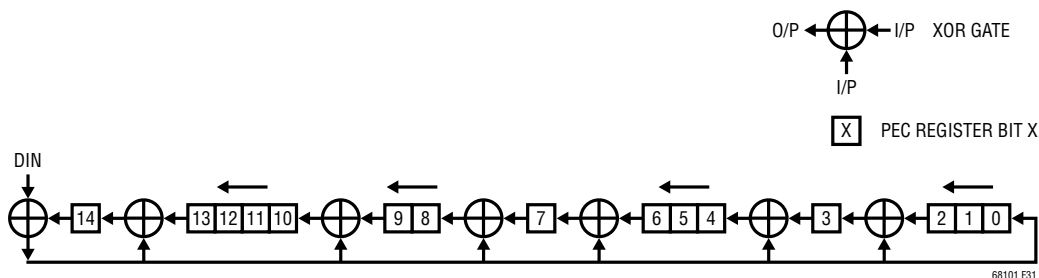 O/P I/P XOR GATE
I/P
X PEC REGISTER BIT X
DIN
14 13 12 11 10 9 8 7 6 5 4 3 2 1 0
68101 F31